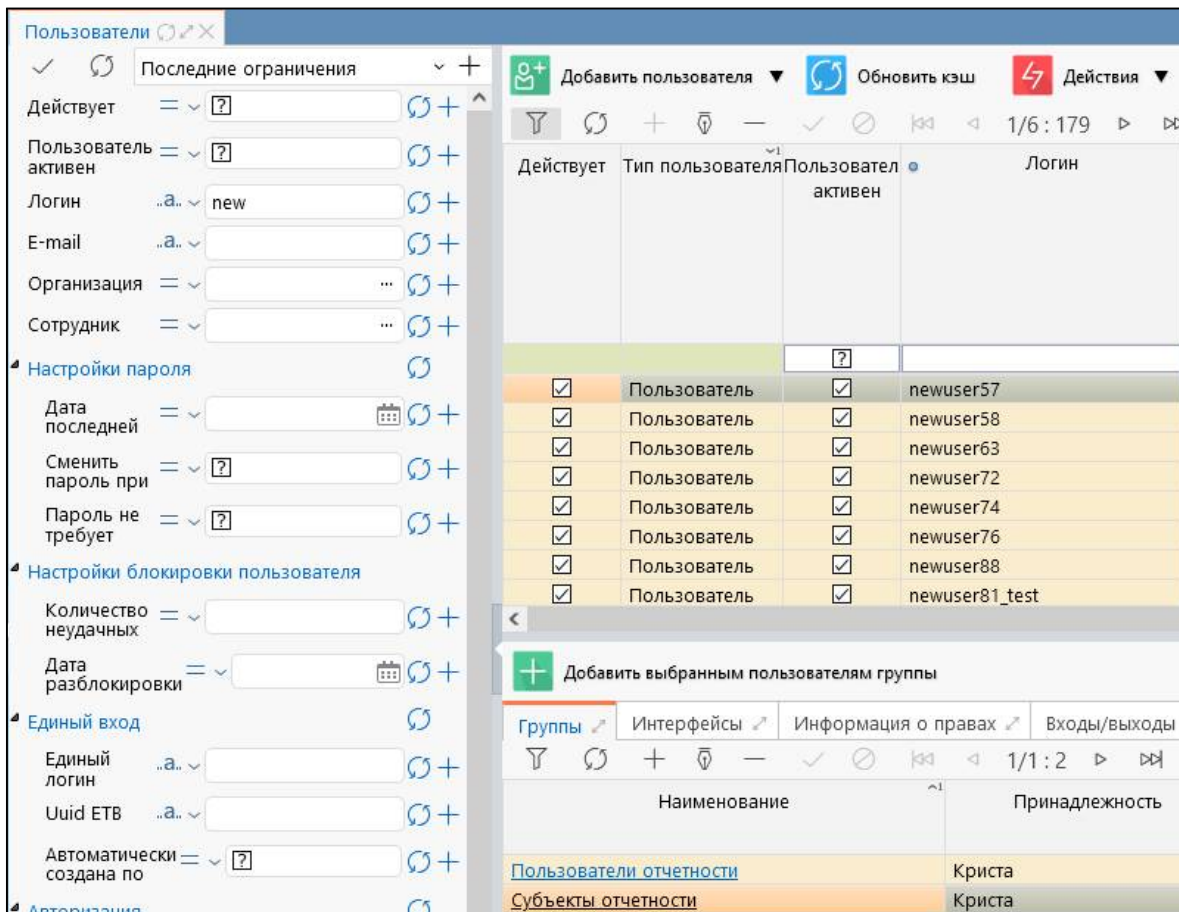 Пользователи
Последние ограничения
Действует
Пользователь
активен
Логин ..a.. new
E-mail ..a..
Организация ...
Сотрудник ...
Настройки пароля
Дата
последней
Сменить
пароль при
Пароль не
требует
Настройки блокировки пользователя
Количество
неудачных
Дата
разблокировки
Единый вход
Единый
логин ..a..
Uuid ЕТВ ..a..
Автоматически
создана по
Авторизация
Добавить пользователя Обновить кэш Действия
1/6 : 179
Действует Тип пользователя 1 Пользовател
активен Логин
?
Пользователь newuser57
Пользователь newuser58
Пользователь newuser63
Пользователь newuser72
Пользователь newuser74
Пользователь newuser76
Пользователь newuser88
Пользователь newuser81_test
Добавить выбранным пользователям группы
Группы Интерфейсы Информация о правах Входы/выходы
1/1 : 2
Наименование 1 Принадлежность
Пользователи отчетности Криста
Субъекты отчетности Криста